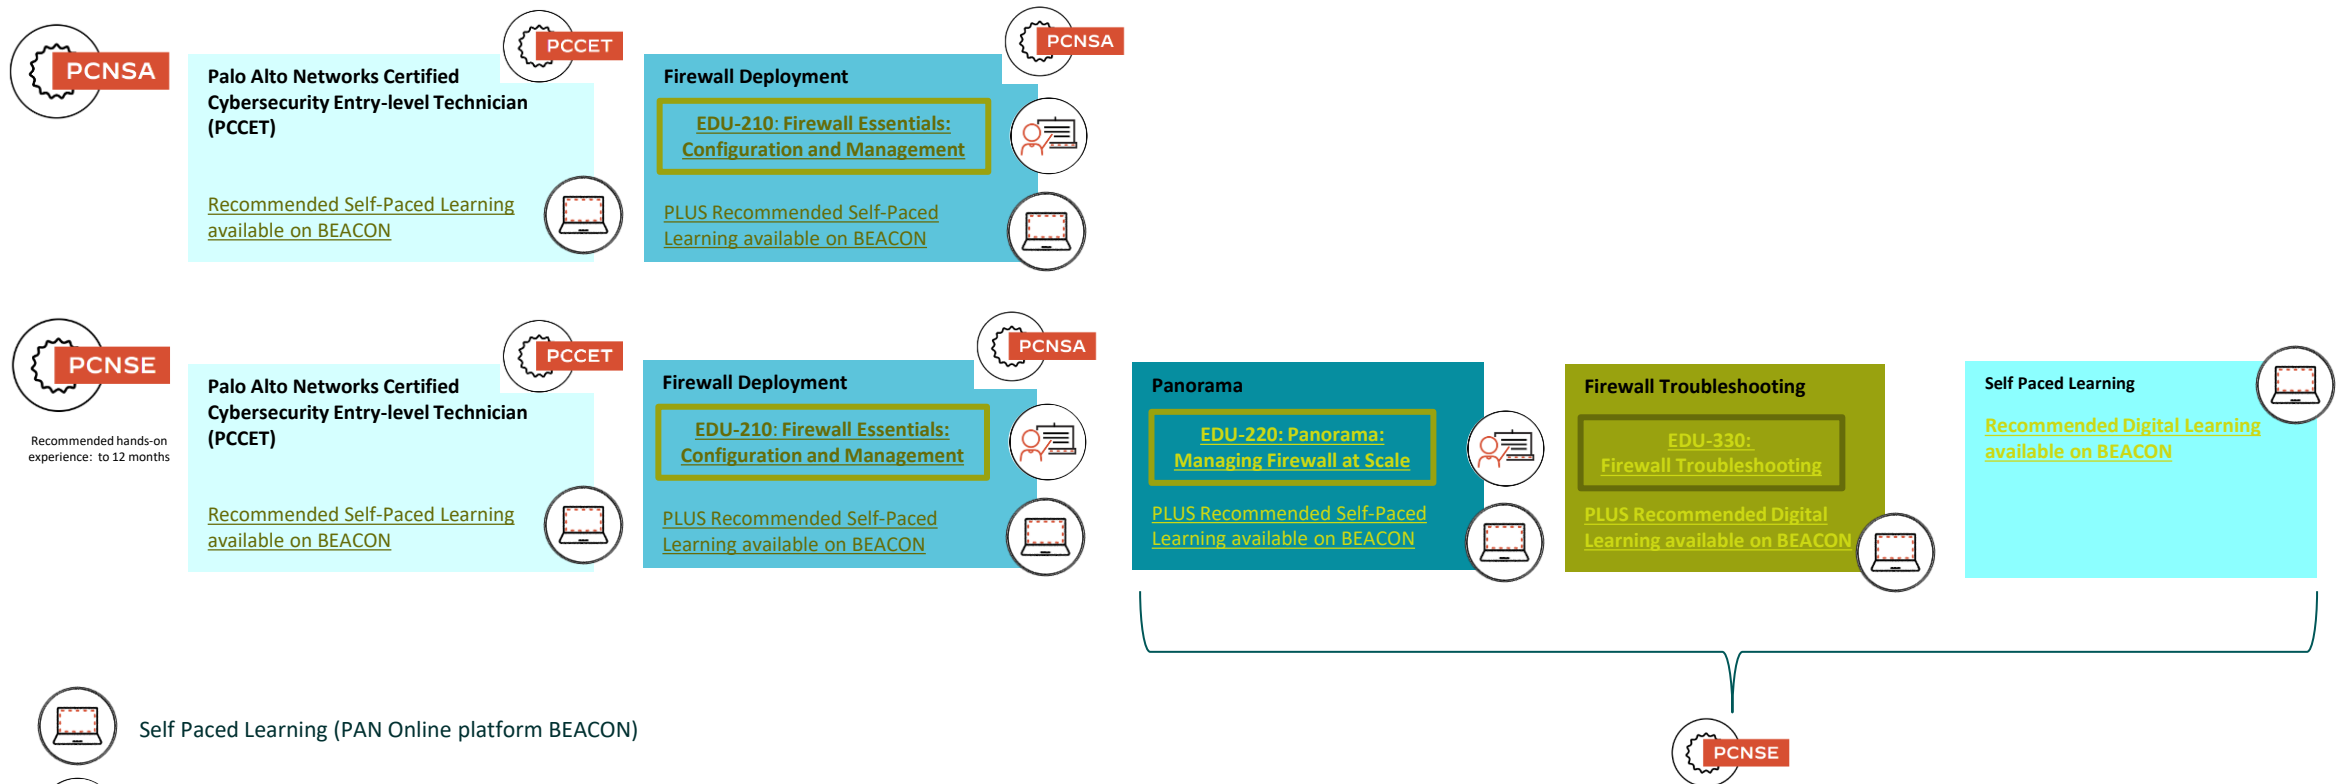 PCNSA
Palo Alto Networks Certified
Cybersecurity Entry-level Technician
(PCCET)
PCCET
Recommended Self-Paced Learning
available on BEACON
Firewall Deployment
PCNSA
EDU-210: Firewall Essentials:
Configuration and Management
PLUS Recommended Self-Paced
Learning available on BEACON
PCNSE
Recommended hands-on
experience: to 12 months
Palo Alto Networks Certified
Cybersecurity Entry-level Technician
(PCCET)
PCCET
Recommended Self-Paced Learning
available on BEACON
Firewall Deployment
PCNSA
EDU-210: Firewall Essentials:
Configuration and Management
PLUS Recommended Self-Paced
Learning available on BEACON
Panorama
EDU-220: Panorama:
Managing Firewall at Scale
PLUS Recommended Self-Paced
Learning available on BEACON
Firewall Troubleshooting
EDU-330:
Firewall Troubleshooting
PLUS Recommended Digital
Learning available on BEACON
Self Paced Learning
Recommended Digital Learning
available on BEACON
PCNSE
Self Paced Learning (PAN Online platform BEACON)